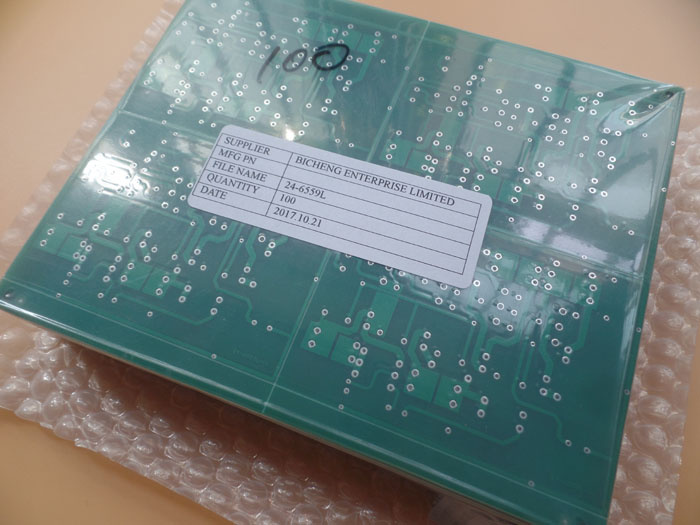 100
SUPPLIER BICHENG ENTERPRISE LIMITED
MFG PN
FILE NAME 24-6559L
QUANTITY 100
DATE 2017.10.21